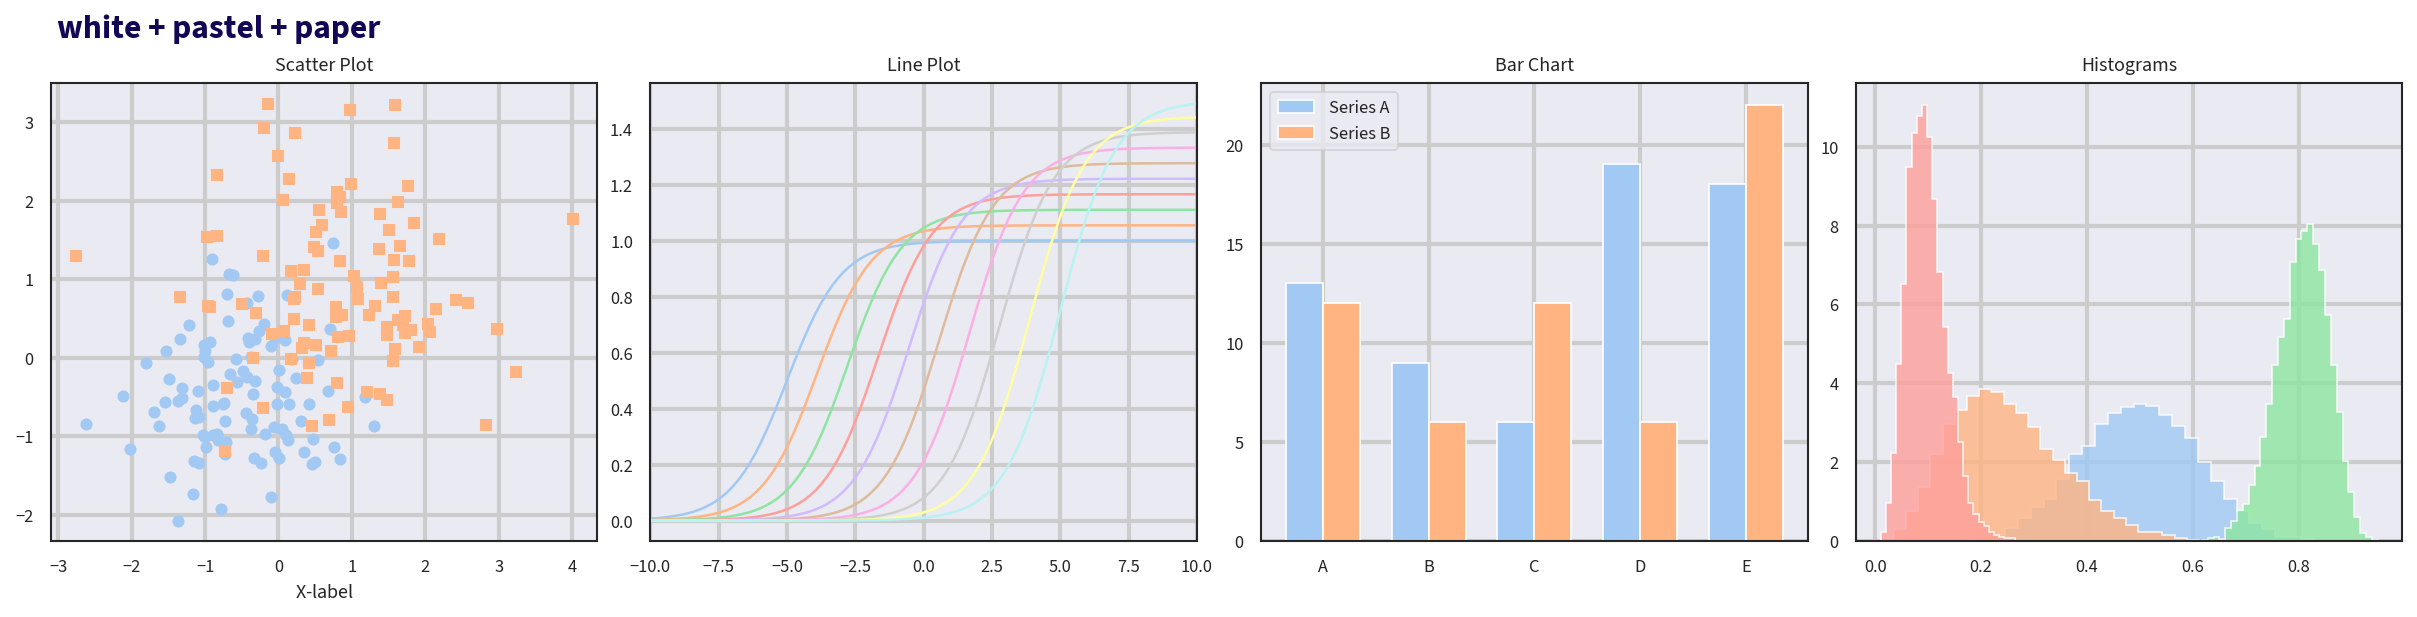 white + pastel + paper
Scatter Plot
3
2
1
0
−1
−2
−3 −2 −1 0 1 2 3 4
X-label
Line Plot
1.4
1.2
1.0
0.8
0.6
0.4
0.2
0.0
−10.0 −7.5 −5.0 −2.5 0.0 2.5 5.0 7.5 10.0
Bar Chart
Series A
Series B
20
15
10
5
0
A B C D E
Histograms
10
8
6
4
2
0
0.0 0.2 0.4 0.6 0.8